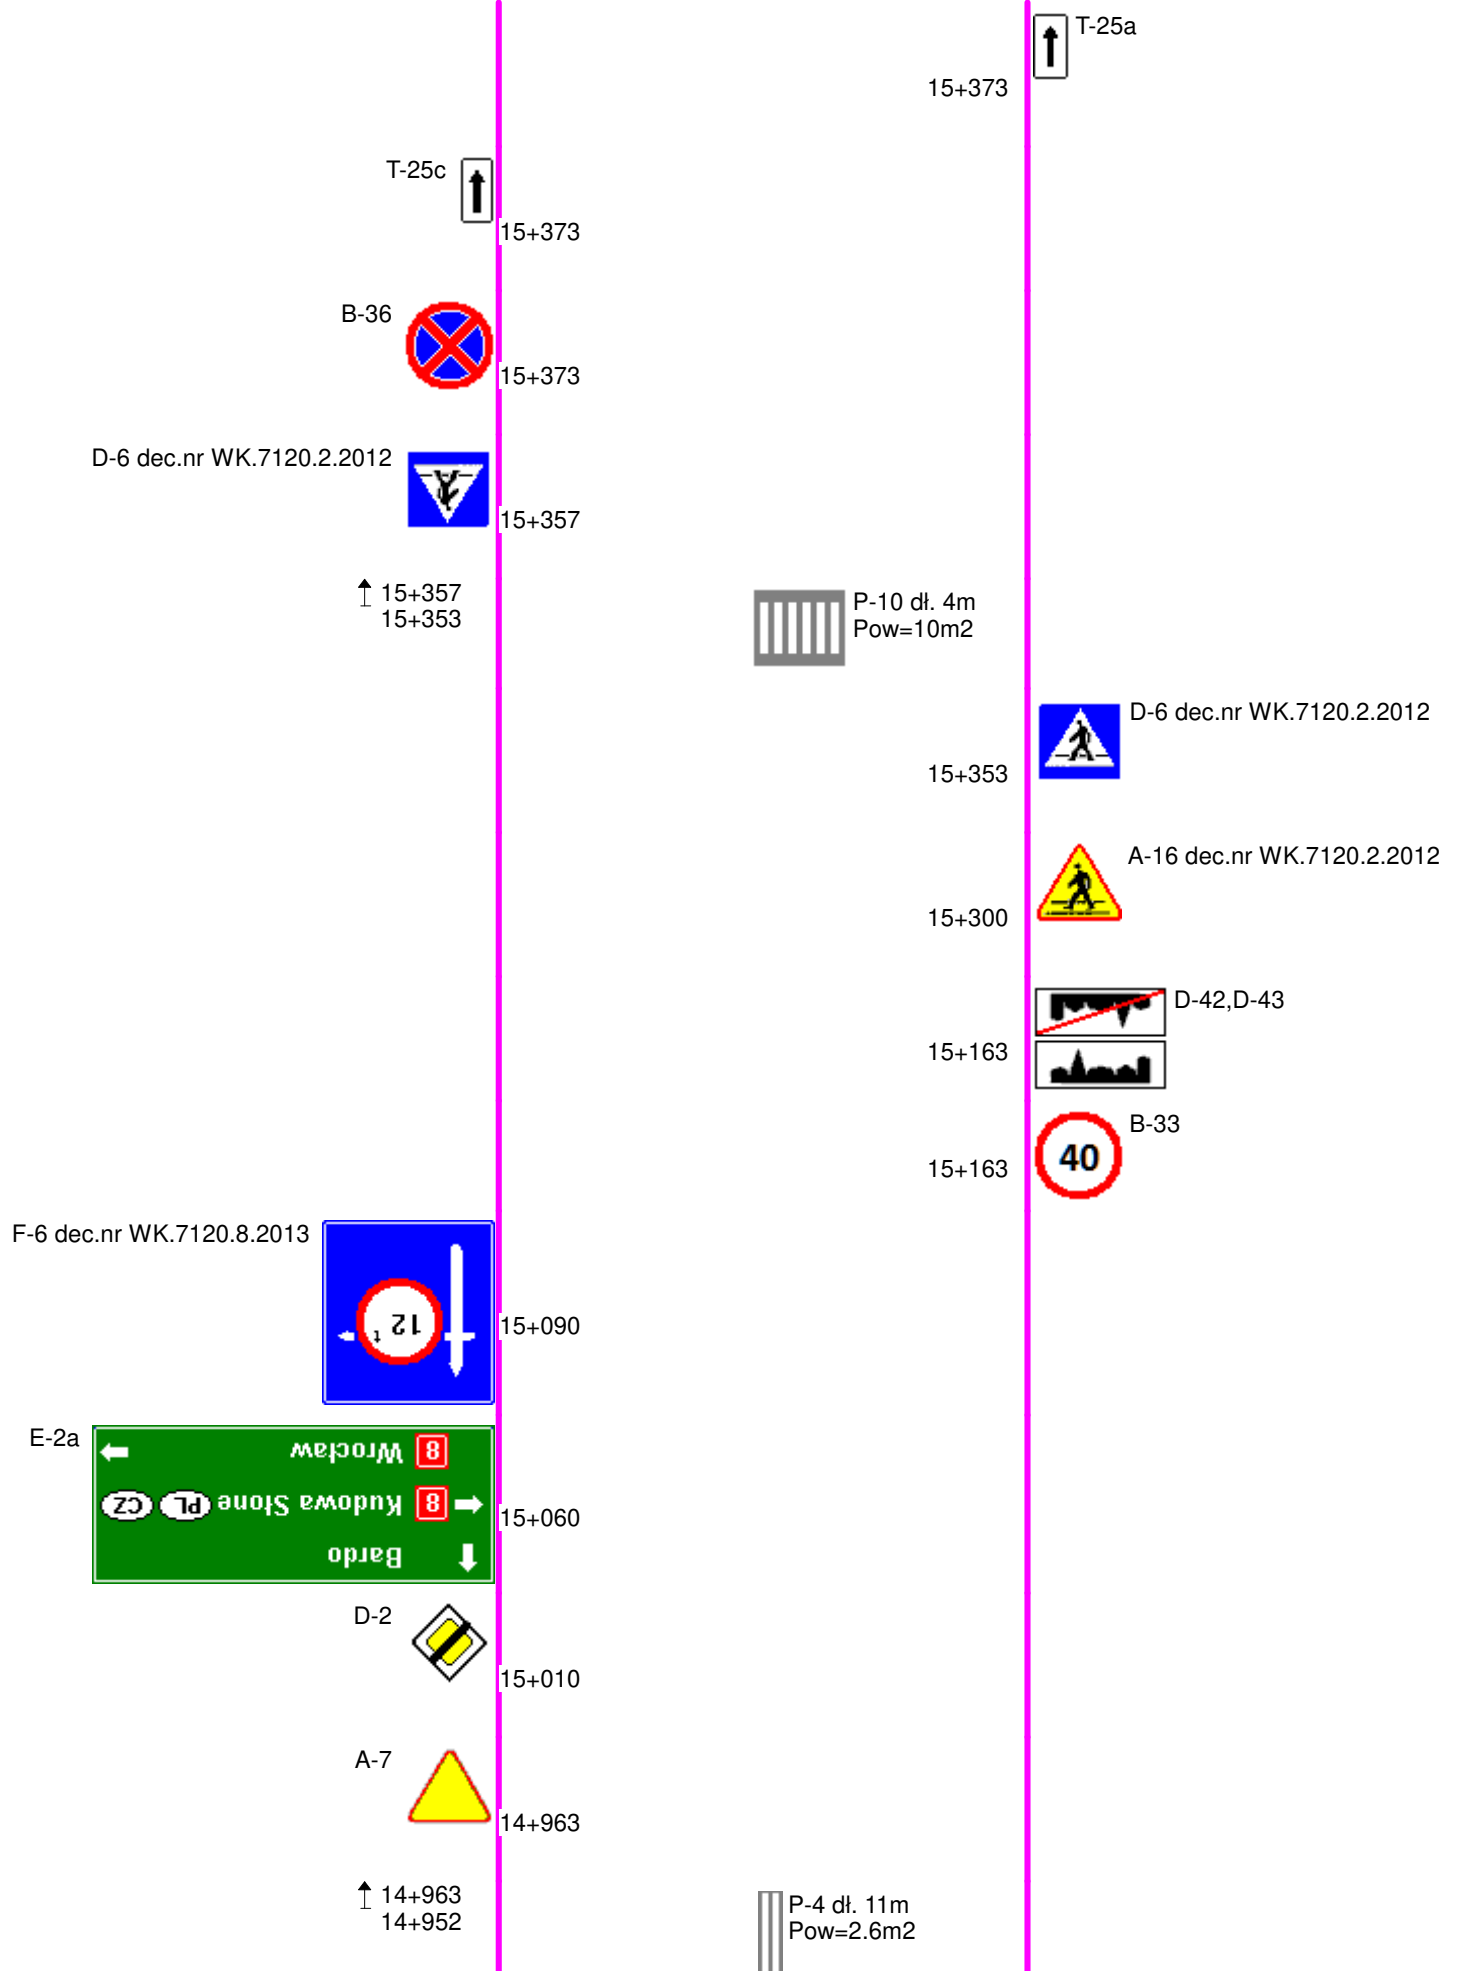 T-25a
15+373
T-25c
15+373
B-36
15+373
D-6 dec.nr WK.7120.2.2012
15+357
15+357
15+353
P-10 dł. 4m
Pow=10m2
D-6 dec.nr WK.7120.2.2012
15+353
A-16 dec.nr WK.7120.2.2012
15+300
D-42,D-43
15+163
B-33
40
15+163
F-6 dec.nr WK.7120.8.2013
12 t
15+090
E-2a
8 Wrocław
8 Kudowa Słone PL CZ
Bardo
15+060
D-2
15+010
A-7
14+963
14+963
14+952
P-4 dł. 11m
Pow=2.6m2